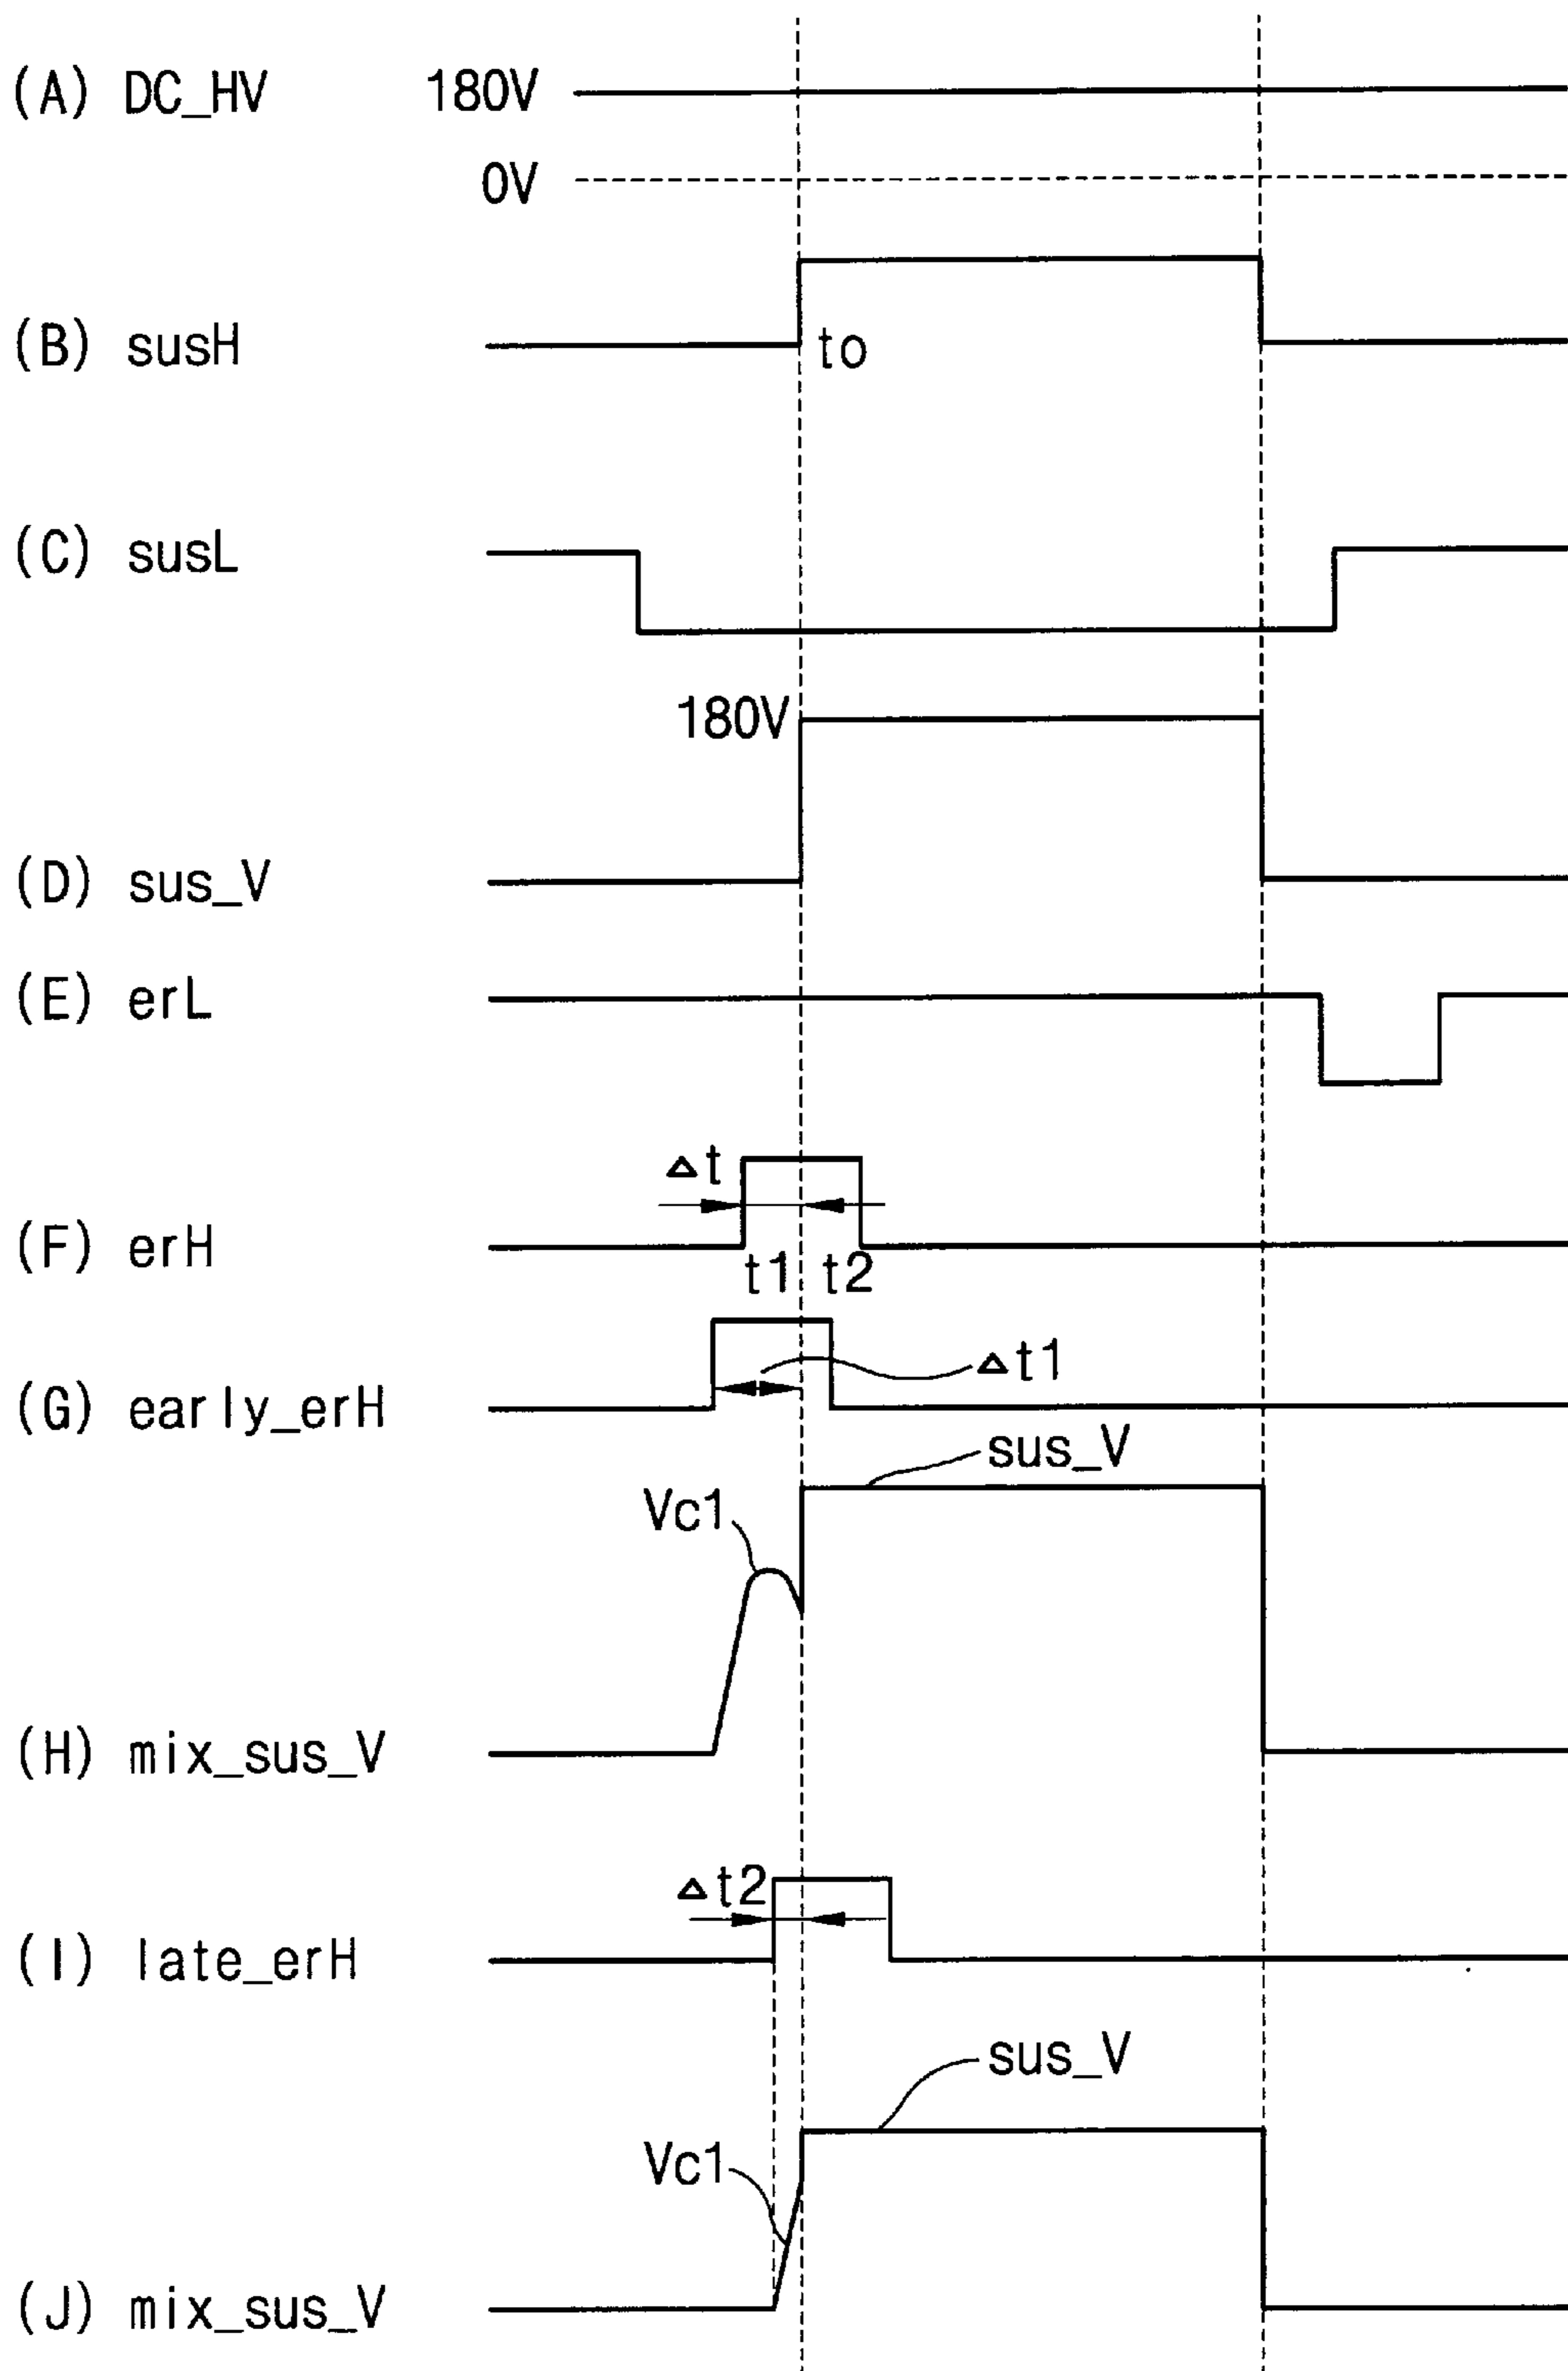 (A) DC_HV 180V
0V
(B) susH to
(C) susL
180V
(D) sus_V
(E) erL
Δt
(F) erH t1 t2
Δt1
(G) early_erH
sus_V
Vc1
(H) mix_sus_V
Δt2
(I) late_erH
sus_V
Vc1
(J) mix_sus_V